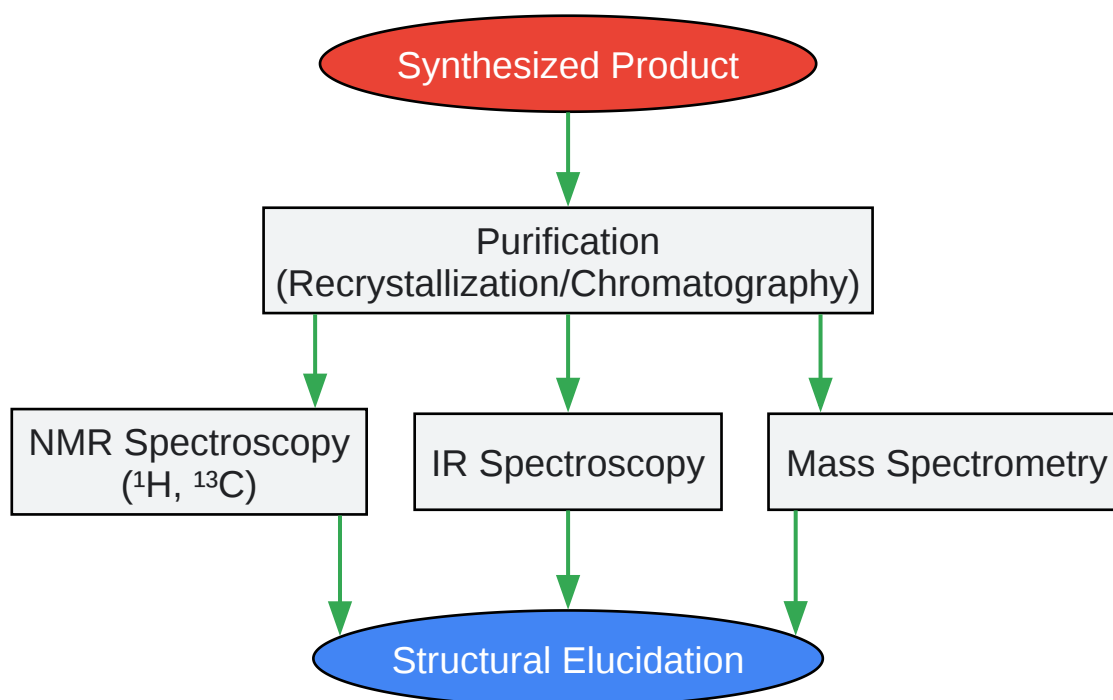 Synthesized Product
Purification
(Recrystallization/Chromatography)
NMR Spectroscopy
(¹H, ¹³C)
IR Spectroscopy
Mass Spectrometry
Structural Elucidation